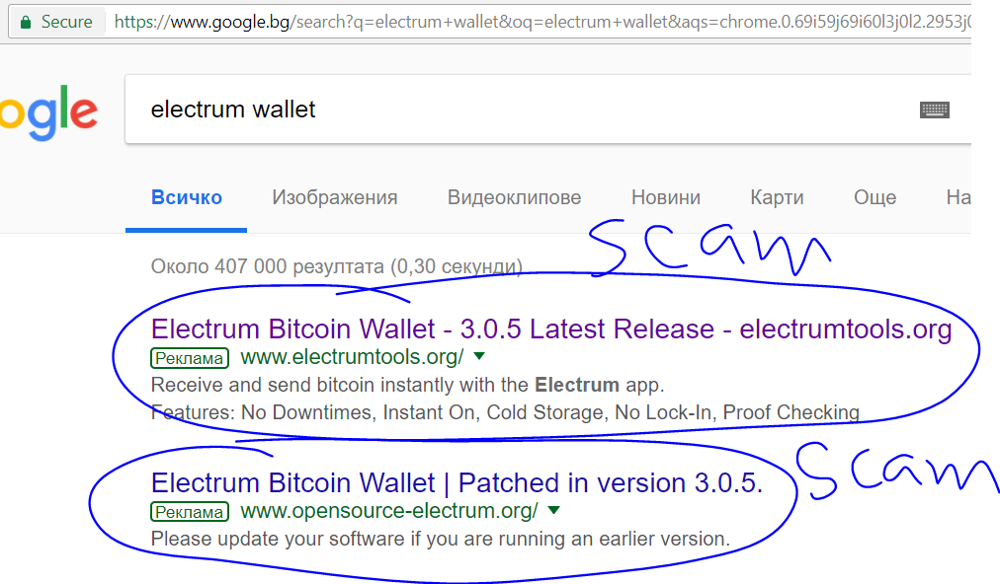 Secure https://www.google.bg/search?q=electrum+wallet&oq=electrum+wallet&aqs=chrome.0.69i59j69i60l3j0l2.2953j0
ogle
electrum wallet
Всичко Изображения Видеоклипове Новини Карти Още На
scam
Около 407 000 резултата (0,30 секунди)
Electrum Bitcoin Wallet - 3.0.5 Latest Release - electrumtools.org
Реклама www.electrumtools.org/
Receive and send bitcoin instantly with the Electrum app.
Features: No Downtimes, Instant On, Cold Storage, No Lock-In, Proof Checking
scam
Electrum Bitcoin Wallet | Patched in version 3.0.5.
Реклама www.opensource-electrum.org/
Please update your software if you are running an earlier version.